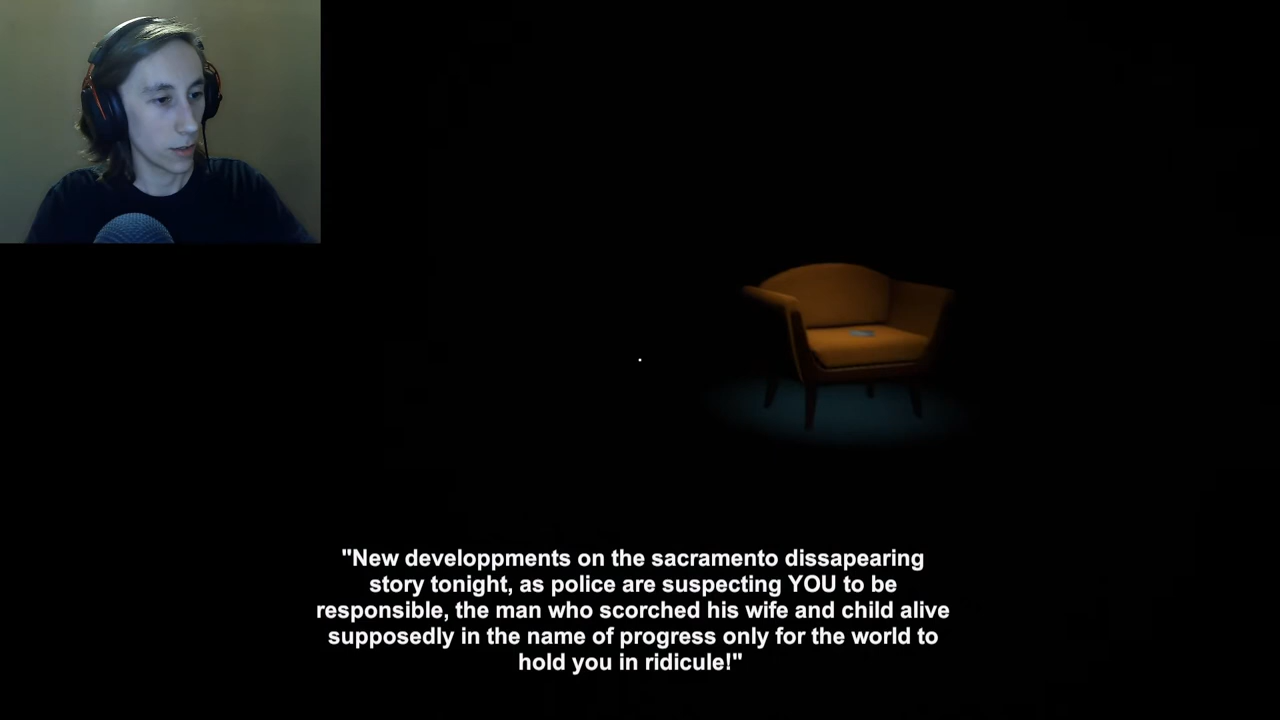 "New developpments on the sacramento dissapearing
story tonight, as police are suspecting YOU to be
responsible, the man who scorched his wife and child alive
supposedly in the name of progress only for the world to
hold you in ridicule!"